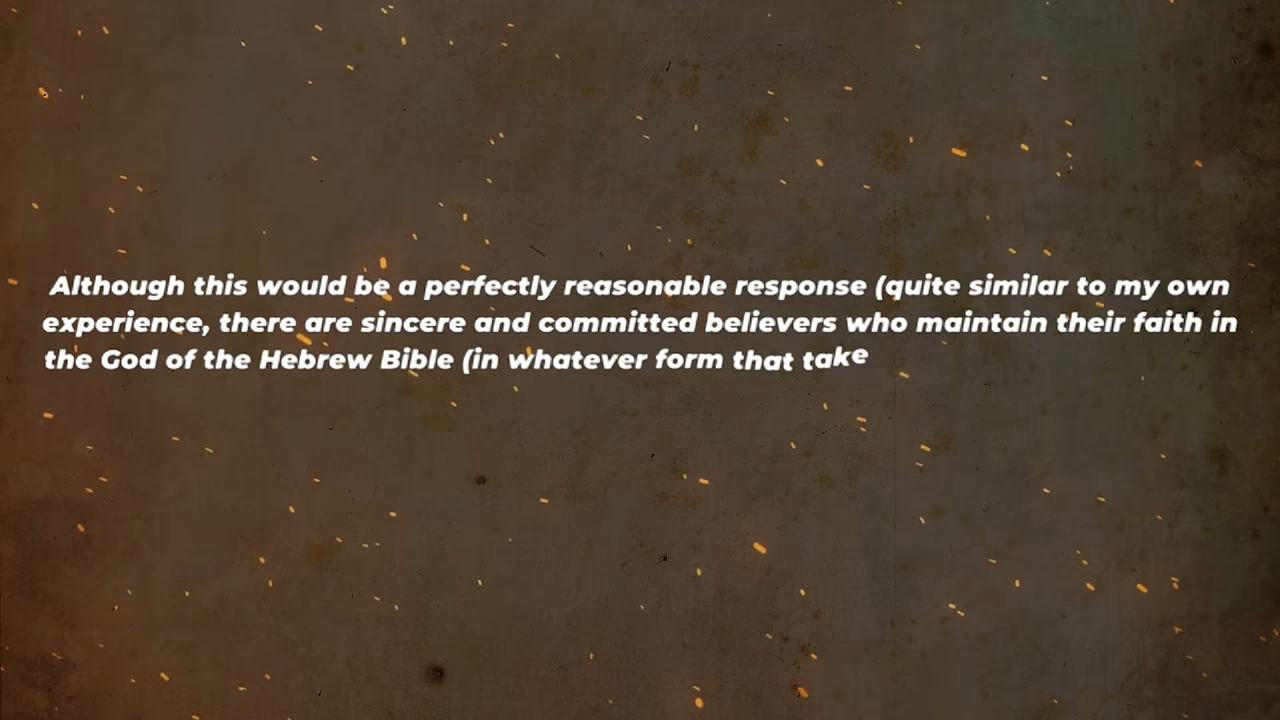 Although this would be a perfectly reasonable response (quite similar to my own
experience, there are sincere and committed believers who maintain their faith in
the God of the Hebrew Bible (in whatever form that take